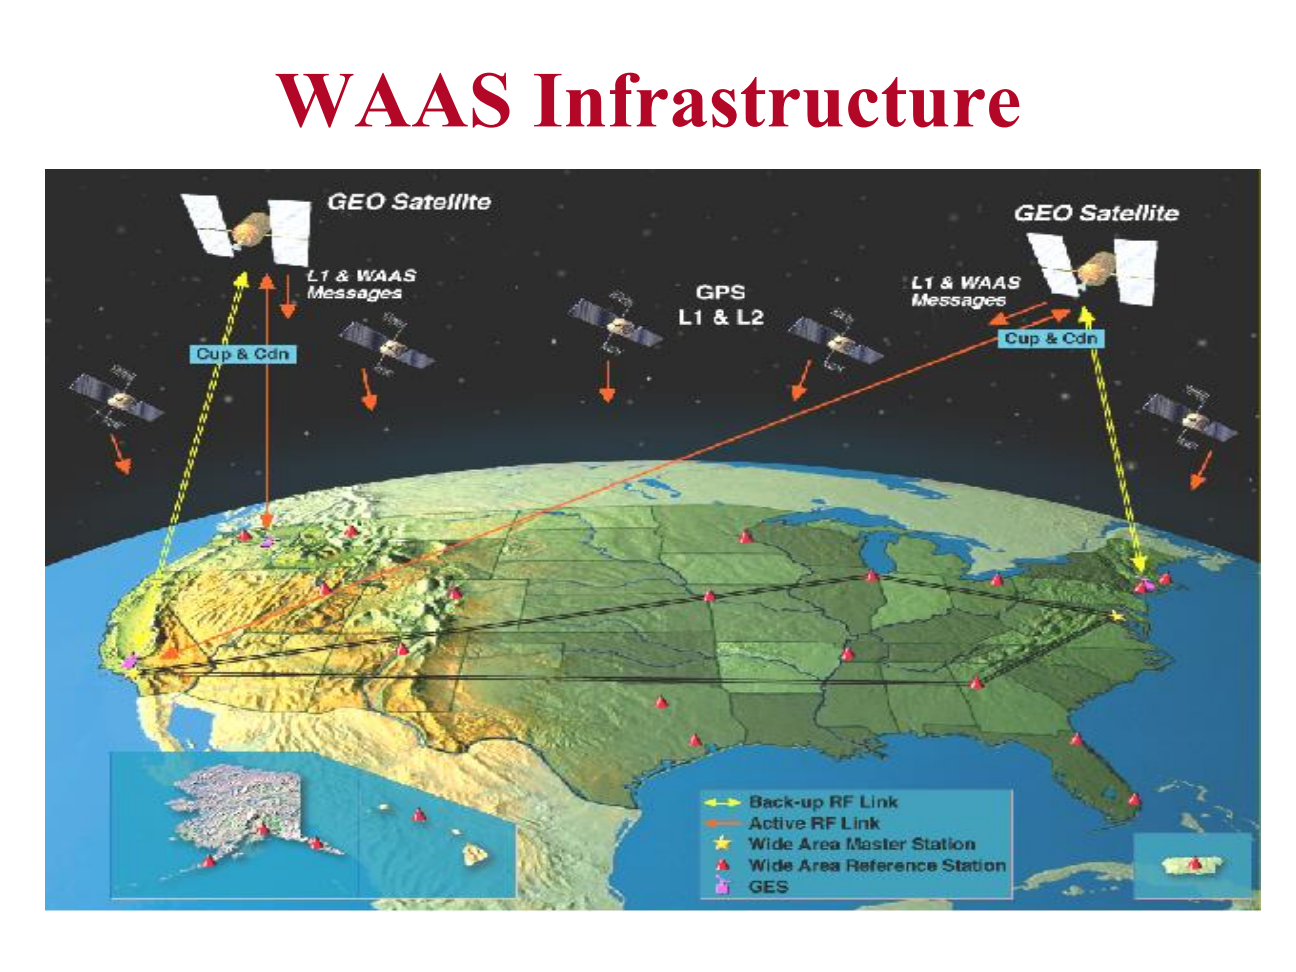 WAAS Infrastructure
GEO Satellite
GEO Satellite
L1 & WAAS
Messages
GPS
L1 & L2
L1 & WAAS
Messages
Cup & Cdn
Cup & Cdn
Back-up RF Link
Active RF Link
Wide Area Master Station
Wide Area Reference Station
GES